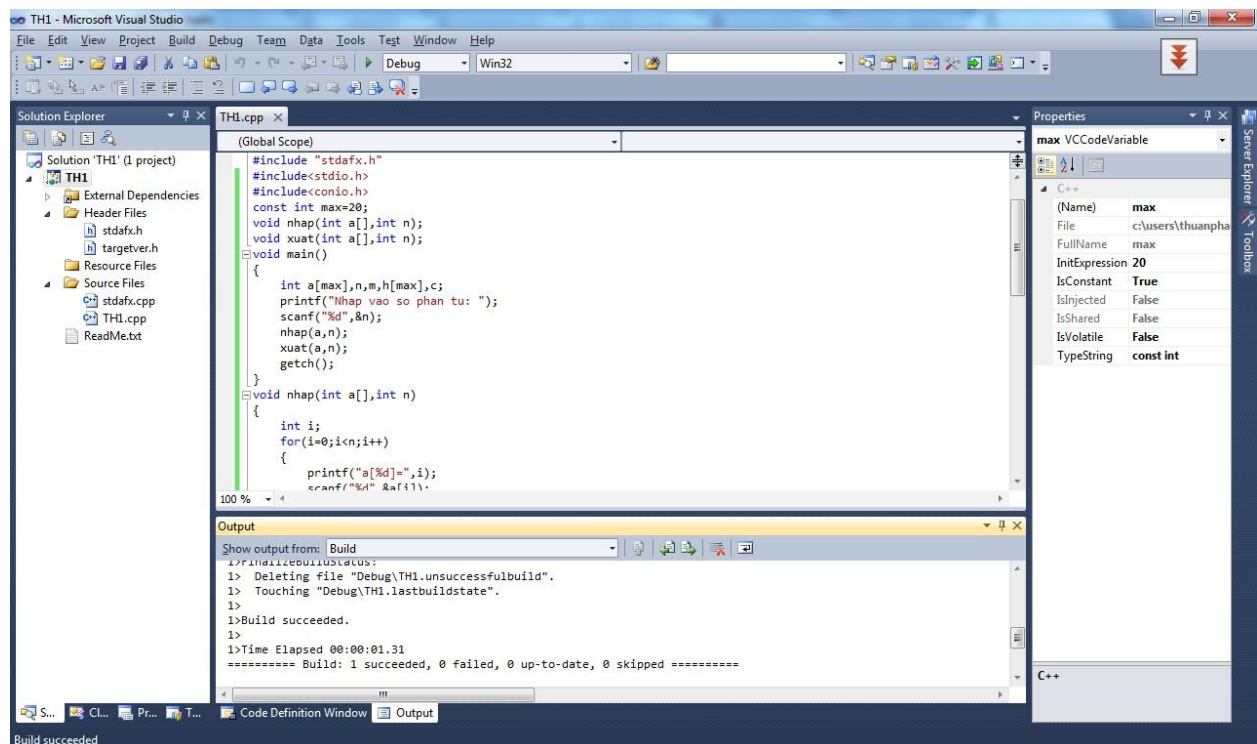 TH1 - Microsoft Visual Studio
File Edit View Project Build Debug Team Data Tools Test Window Help
Debug
Win32
Solution Explorer
Solution 'TH1' (1 project)
TH1
External Dependencies
Header Files
stdafx.h
targetver.h
Resource Files
Source Files
stdafx.cpp
TH1.cpp
ReadMe.txt
S... Cl... Pr... T...
TH1.cpp
(Global Scope)
#include "stdafx.h"
#include<stdio.h>
#include<conio.h>
const int max=20;
void nhap(int a[],int n);
void xuat(int a[],int n);
void main()
{
int a[max],n,m,h[max],c;
printf("Nhap vao so phan tu: ");
scanf("%d",&n);
nhap(a,n);
xuat(a,n);
getch();
}
void nhap(int a[],int n)
{
int i;
for(i=0;i<n;i++)
{
printf("a[%d]=",i);
scanf("%d",&a[i]);
100 %
Output
Show output from: Build
1>FinalizeBuildStatus:
1> Deleting file "Debug\TH1.unsuccessfulbuild".
1> Touching "Debug\TH1.lastbuildstate".
1>
1>Build succeeded.
1>
1>Time Elapsed 00:00:01.31
========== Build: 1 succeeded, 0 failed, 0 up-to-date, 0 skipped ==========
Code Definition Window Output
Properties
max VCCodeVariable
C++
(Name) max
File c:\users\thuanpha
FullName max
InitExpression 20
IsConstant True
IsInjected False
IsShared False
IsVolatile False
TypeString const int
C++
Server Explorer
Toolbox
Build succeeded